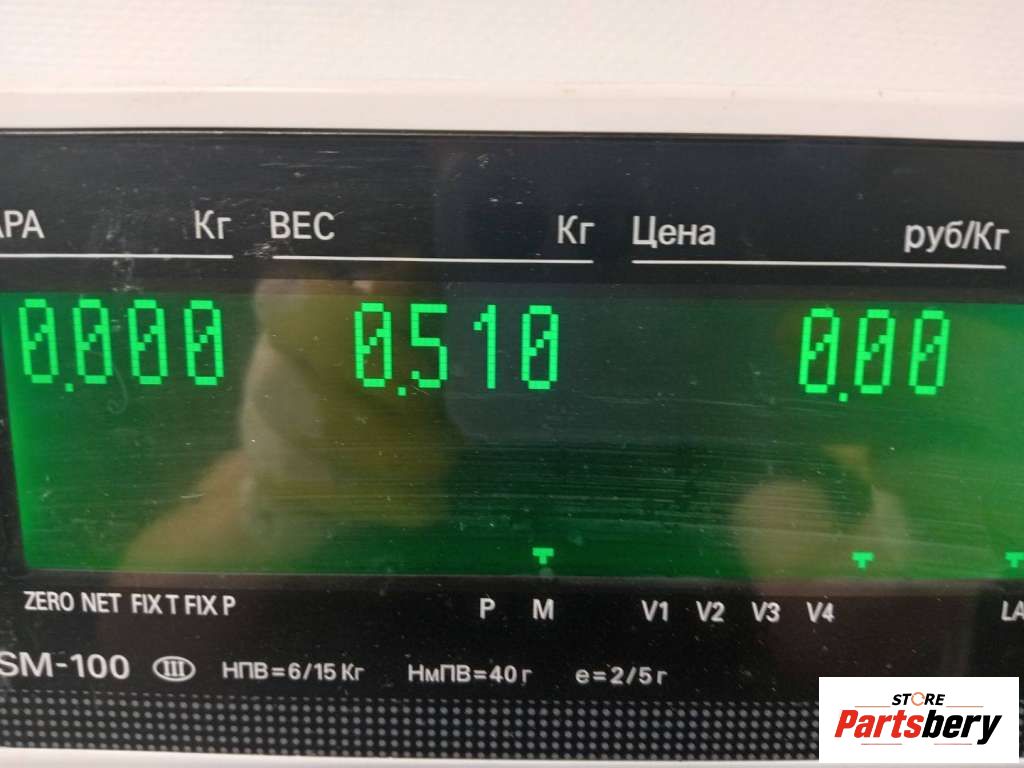 АРА Кг ВЕС Кг Цена руб/Кг
0.000 0.510 0.00
ZERO NET FIX T FIX P P M V1 V2 V3 V4 LA
SM-100 III НПВ=6/15 Кг НмПВ=40 г e=2/5 г
STORE
Partsbery